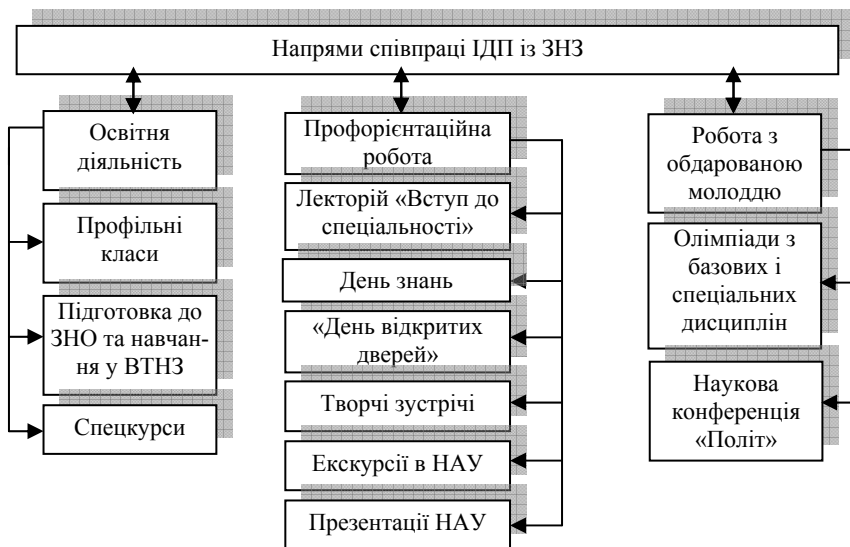 Напрями співпраці ІДП із ЗНЗ
Освітня
діяльність
Профільні
класи
Підготовка до
ЗНО та навчан-
ня у ВТНЗ
Спецкурси
Профорієнтаційна
робота
Лекторій «Вступ до
спеціальності»
День знань
«День відкритих
дверей»
Творчі зустрічі
Екскурсії в НАУ
Презентації НАУ
Робота з
обдарованою
молоддю
Олімпіади з
базових і
спеціальних
дисциплін
Наукова
конференція
«Політ»